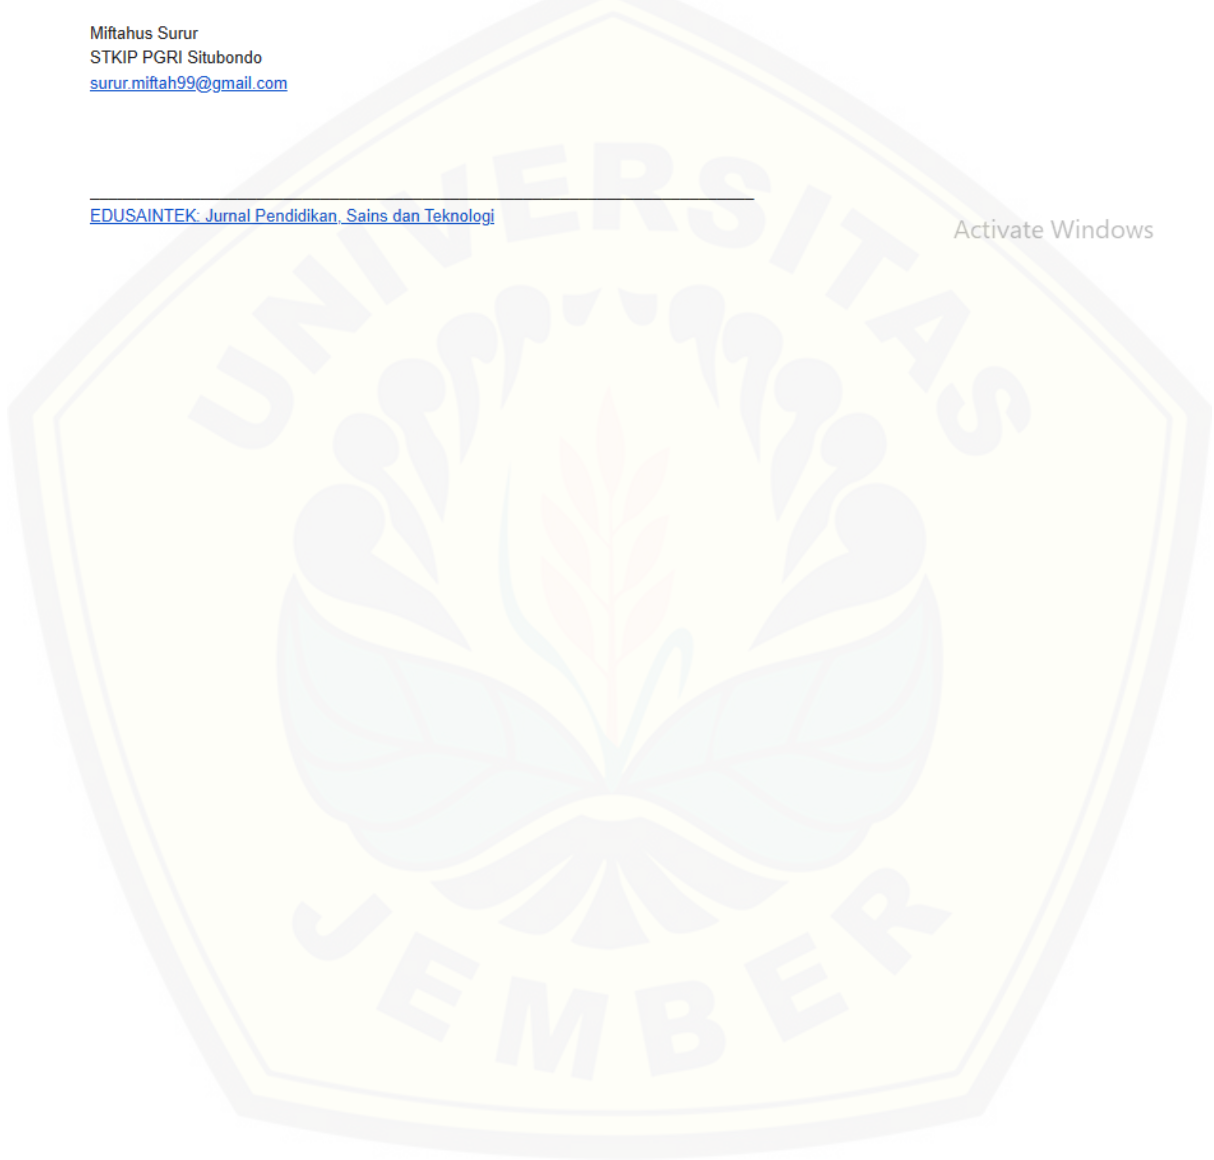 Miftahus Surur
STKIP PGRI Situbondo
surur.miftah99@gmail.com
EDUSAINTEK: Jurnal Pendidikan, Sains dan Teknologi
Activate Windows
UNIVERSITAS
JEMBER